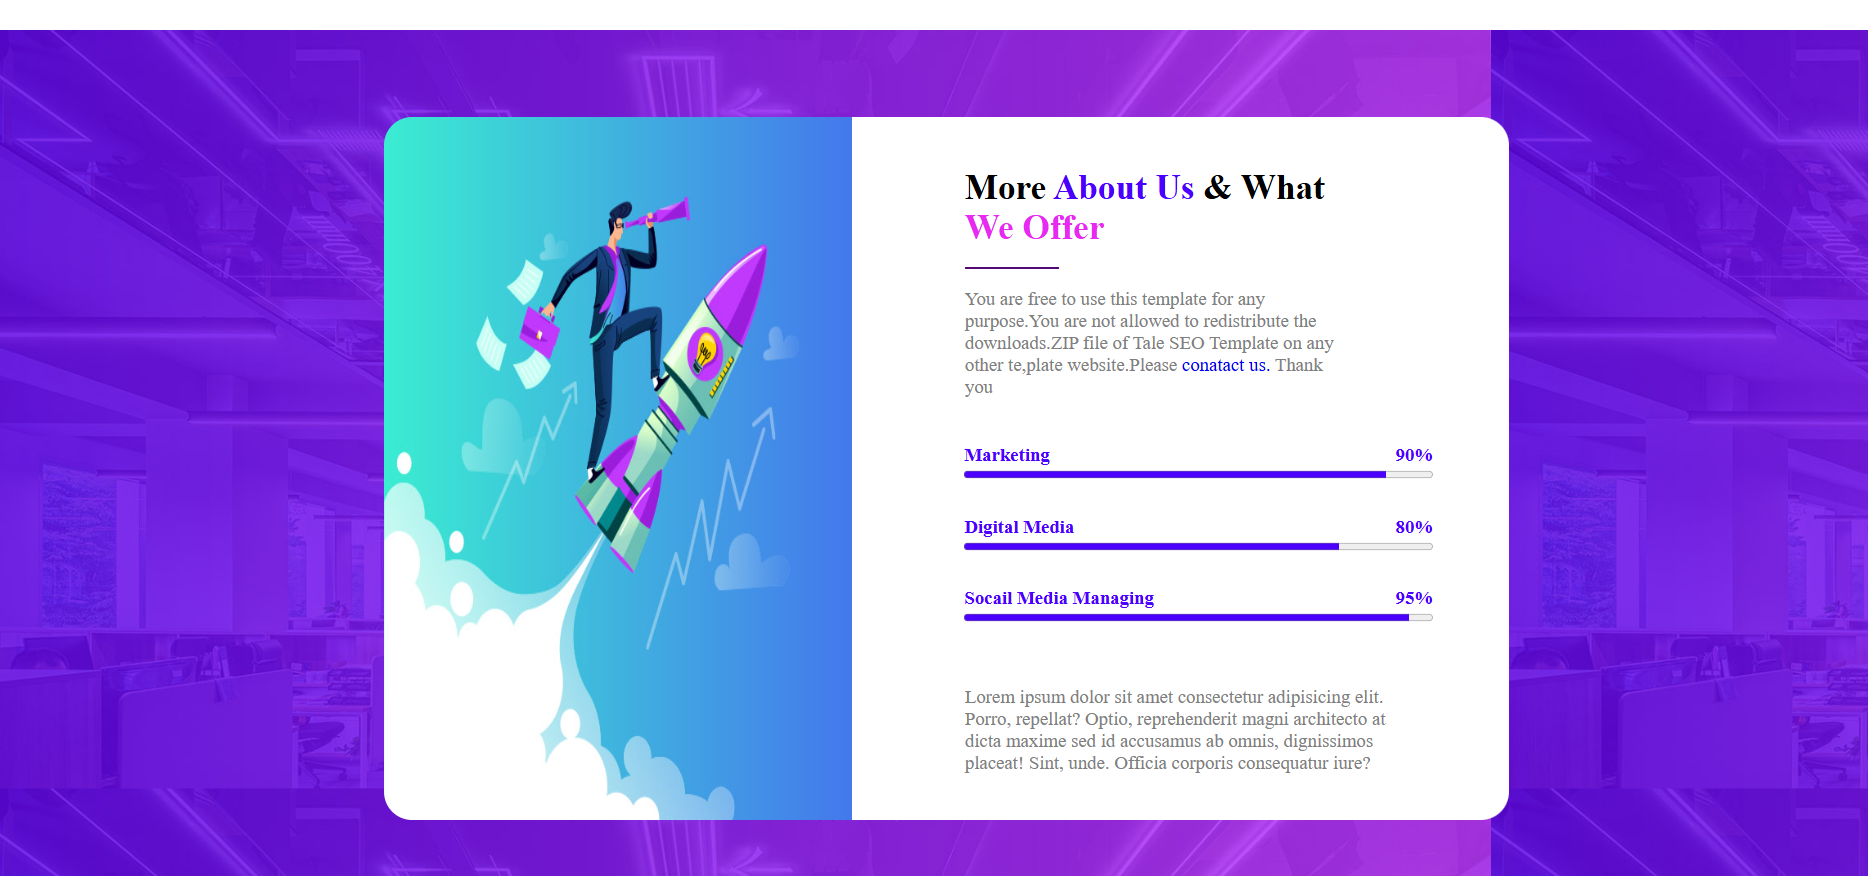 More About Us & What
We Offer
You are free to use this template for any
purpose.You are not allowed to redistribute the
downloads.ZIP file of Tale SEO Template on any
other te,plate website.Please conatact us. Thank
you
Marketing 90%
Digital Media 80%
Socail Media Managing 95%
Lorem ipsum dolor sit amet consectetur adipisicing elit.
Porro, repellat? Optio, reprehenderit magni architecto at
dicta maxime sed id accusamus ab omnis, dignissimos
placeat! Sint, unde. Officia corporis consequatur iure?